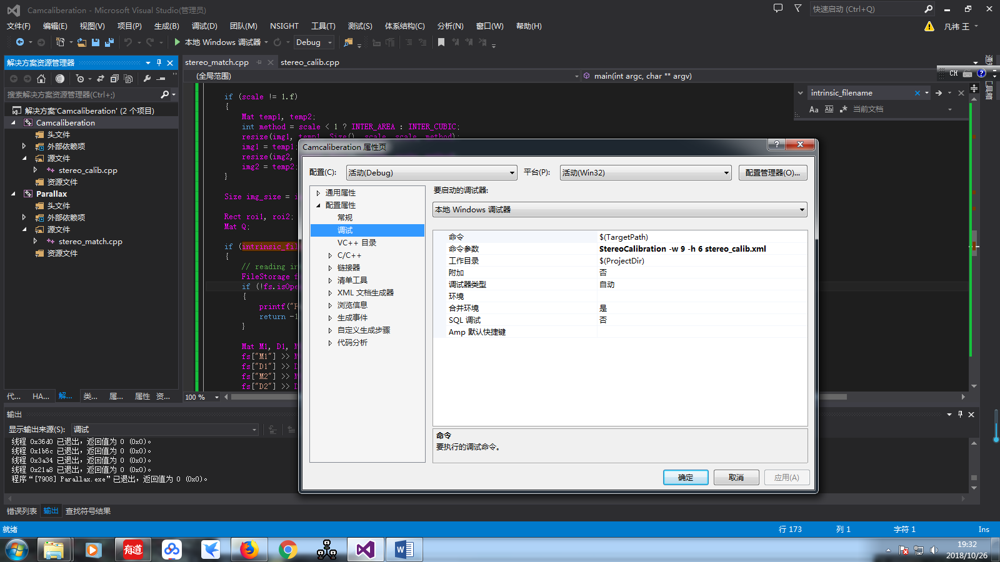 Camcaliberation - Microsoft Visual Studio(管理员)
快速启动 (Ctrl+Q)
文件(F) 编辑(E) 视图(V) 项目(P) 生成(B) 调试(D) 团队(M) NSIGHT 工具(T) 测试(S) 体系结构(C) 分析(N) 窗口(W) 帮助(H)
凡祎 王
本地 Windows 调试器 Debug
解决方案资源管理器
搜索解决方案资源管理器(Ctrl+;)
解决方案'Camcaliberation' (2 个项目)
Camcaliberation
头文件
外部依赖项
源文件
stereo_calib.cpp
资源文件
Parallax
头文件
外部依赖项
源文件
stereo_match.cpp
资源文件
代... HA... 解... 类... 属... 属性 资...
stereo_match.cpp stereo_calib.cpp
(全局范围) main(int argc, char ** argv)
CH
工具箱
intrinsic_filename
Aa Ab 当前文档
if (scale != 1.f)
{
Mat temp1, temp2;
int method = scale < 1 ? INTER_AREA : INTER_CUBIC;
resize(img1, temp1, Size(), scale, scale, method);
img1 = temp1;
resize(img2,
img2 = temp2;
}
Size img_size =
Rect roi1, roi2;
Mat Q;
if (intrinsic_fil
{
// reading in
FileStorage f
if (!fs.isOpe
{
printf("F
return -1
}
Mat M1, D1, M
fs["M1"] >> M
fs["D1"] >> D
fs["M2"] >> M
fs["D2"] >> D
100 %
Camcaliberation 属性页
配置(C): 活动(Debug) 平台(P): 活动(Win32) 配置管理器(O)...
通用属性
配置属性
常规
调试
VC++ 目录
C/C++
链接器
清单工具
XML 文档生成器
浏览信息
生成事件
自定义生成步骤
代码分析
要启动的调试器:
本地 Windows 调试器
命令 $(TargetPath)
命令参数 StereoCalibration -w 9 -h 6 stereo_calib.xml
工作目录 $(ProjectDir)
附加 否
调试器类型 自动
环境
合并环境 是
SQL 调试 否
Amp 默认快捷键
命令
要执行的调试命令。
确定 取消 应用(A)
输出
显示输出来源(S): 调试
线程 0x36d0 已退出，返回值为 0 (0x0)。
线程 0x1b6c 已退出，返回值为 0 (0x0)。
线程 0x3a34 已退出，返回值为 0 (0x0)。
线程 0x21a8 已退出，返回值为 0 (0x0)。
程序“[7908] Parallax.exe”已退出，返回值为 0 (0x0)。
错误列表 输出 查找符号结果
就绪 行 173 列 1 字符 1 Ins
有道
19:32
2018/10/26